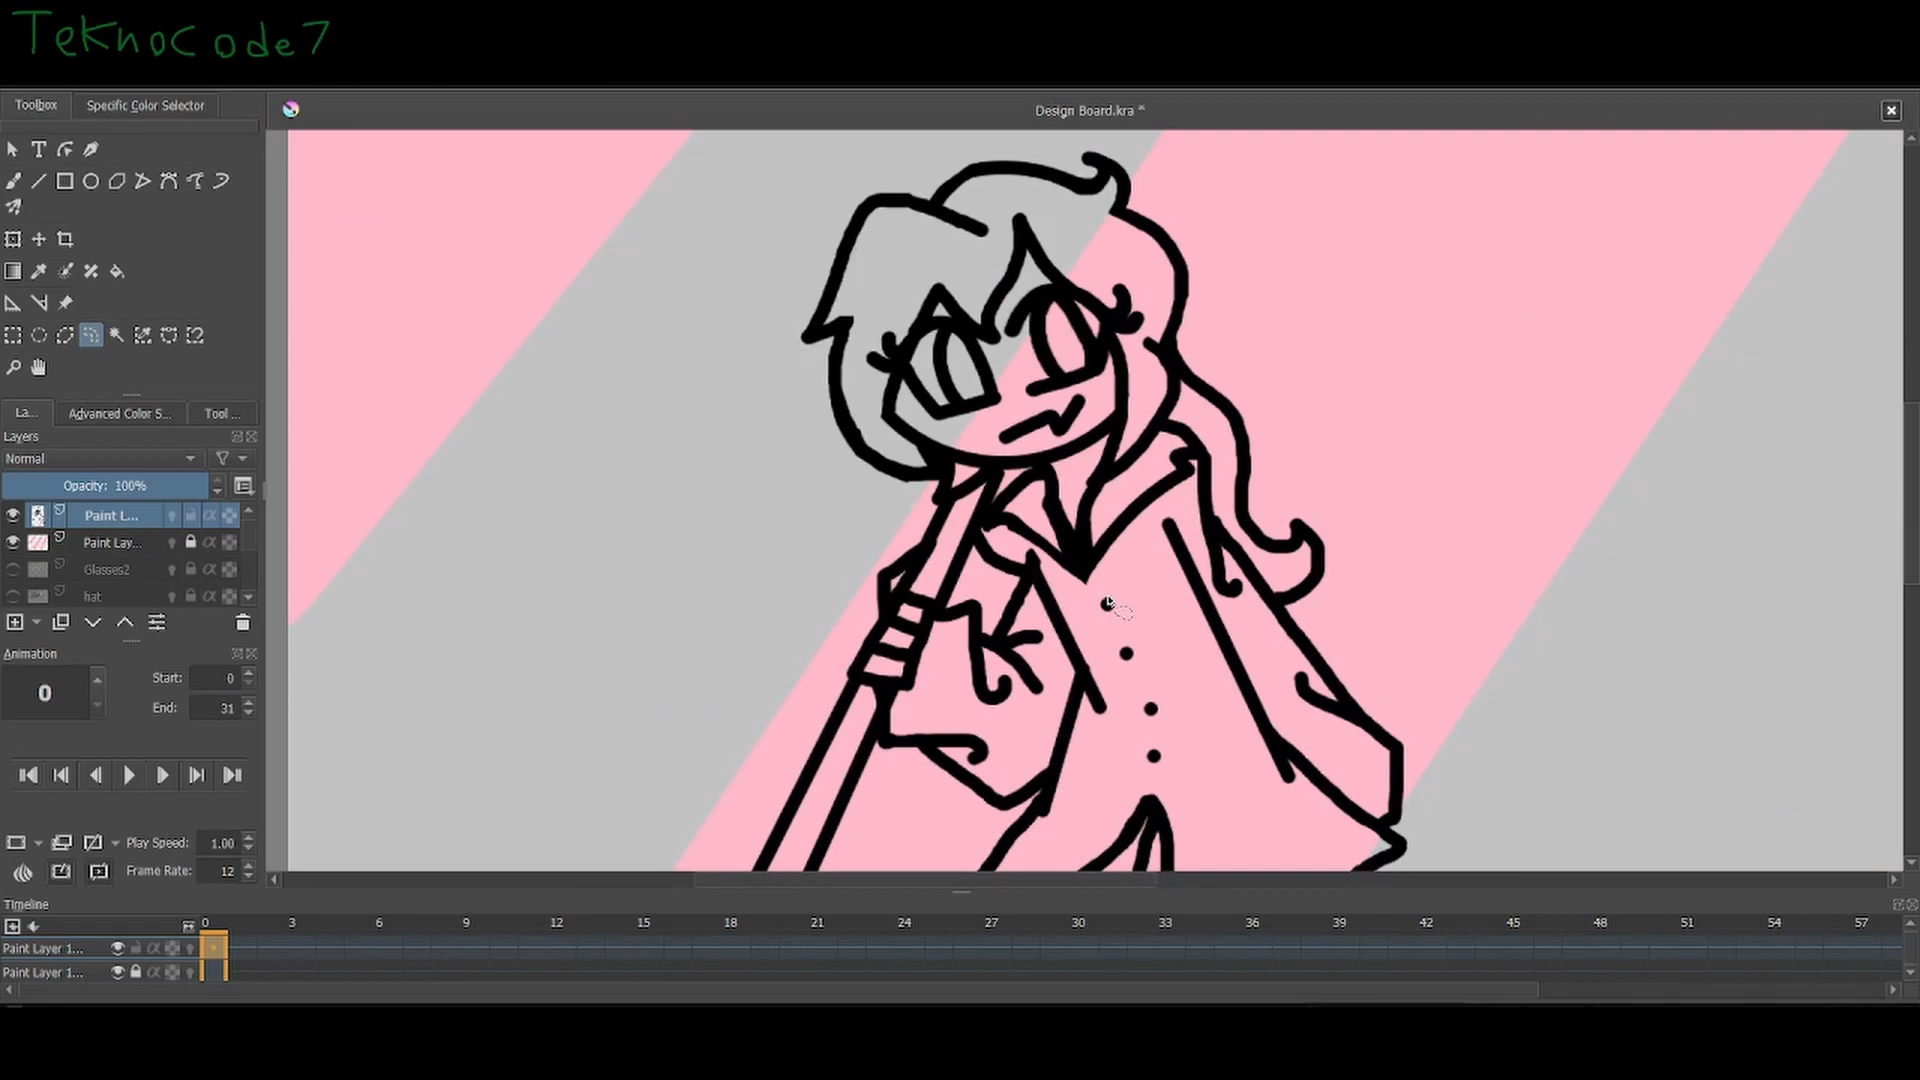 TeknoCode7
Toolbox
Specific Color Selector
Design Board.kra *
T
La...
Advanced Color S...
Tool ...
Layers
Normal
Opacity: 100%
Paint L...
Paint Lay...
Glasses2
hat
Animation
0
Start: 0
End: 31
Play Speed: 1.00
Frame Rate: 12
Timeline
0 3 6 9 12 15 18 21 24 27 30 33 36 39 42 45 48 51 54 57
Paint Layer 1...
Paint Layer 1...